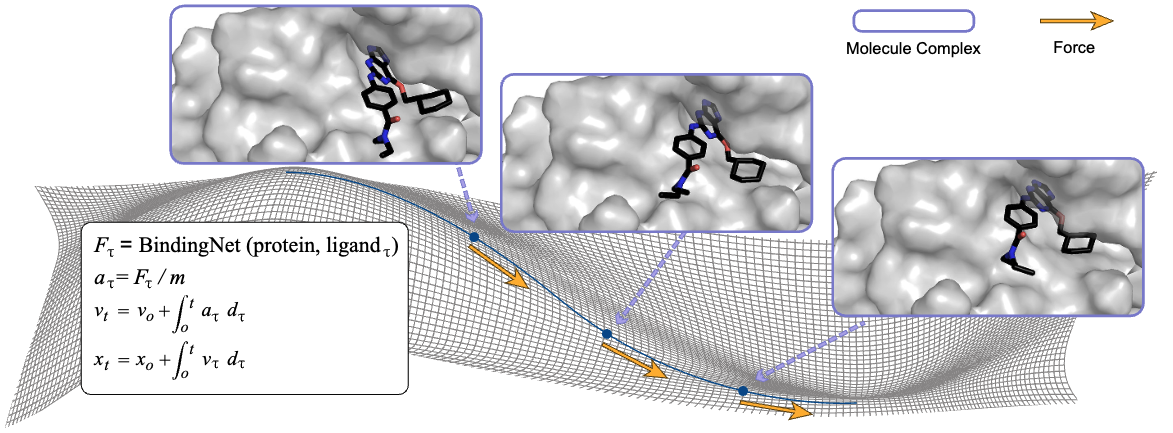 Molecule Complex
Force
F_τ = BindingNet (protein, ligand_τ)
a_τ = F_τ / m
v_t = v_o + ∫_o^t a_τ d_τ
x_t = x_o + ∫_o^t v_τ d_τ